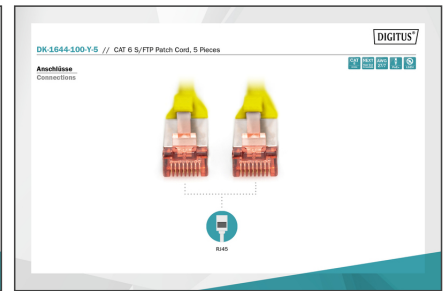 DIGITUS®
DK-1644-100-Y-5 // CAT 6 S/FTP Patch Cord, 5 Pieces
Anschlüsse
Connections
RJ45